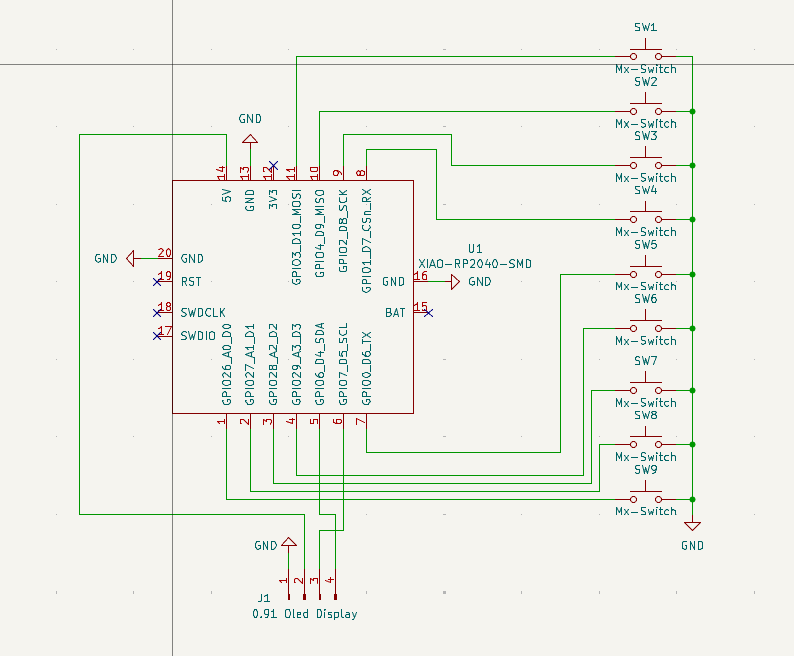 SW1
Mx-Switch
SW2
Mx-Switch
SW3
Mx-Switch
SW4
Mx-Switch
SW5
Mx-Switch
SW6
Mx-Switch
SW7
Mx-Switch
SW8
Mx-Switch
SW9
Mx-Switch
GND
GND
14 13 12 11 10 9 8
5V
GND
3V3
GPIO3_D10_MOSI
GPIO4_D9_MISO
GPIO2_D8_SCK
GPIO1_D7_CSn_RX
U1
XIAO-RP2040-SMD
GND 20 GND
19 RST
18 SWDCLK
17 SWDIO
GND 16 GND
BAT 15
GPIO26_A0_D0
GPIO27_A1_D1
GPIO28_A2_D2
GPIO29_A3_D3
GPIO6_D4_SDA
GPIO7_D5_SCL
GPIO0_D6_TX
1 2 3 4 5 6 7
GND
1 2 3 4
J1
0.91 Oled Display